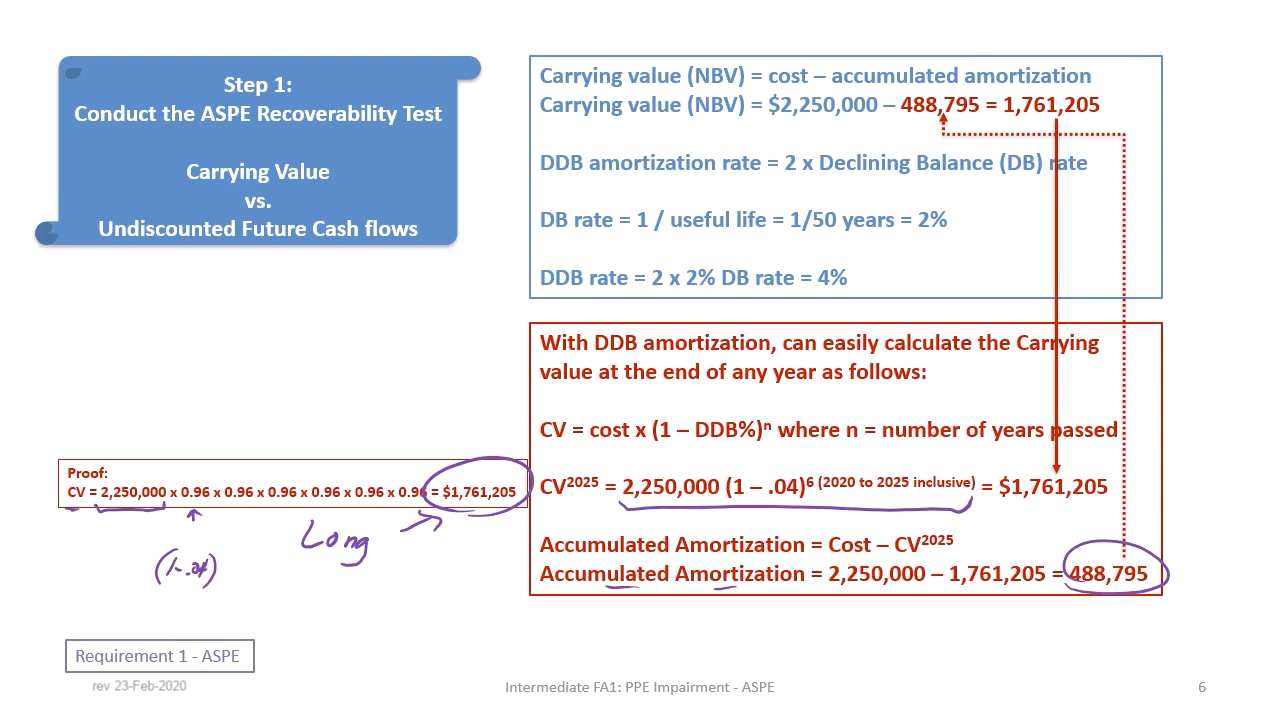 Step 1:
Conduct the ASPE Recoverability Test
Carrying Value
vs.
Undiscounted Future Cash flows
Carrying value (NBV) = cost – accumulated amortization
Carrying value (NBV) = $2,250,000 – 488,795 = 1,761,205
DDB amortization rate = 2 x Declining Balance (DB) rate
DB rate = 1 / useful life = 1/50 years = 2%
DDB rate = 2 x 2% DB rate = 4%
With DDB amortization, can easily calculate the Carrying
value at the end of any year as follows:
CV = cost x (1 – DDB%)ⁿ where n = number of years passed
CV²⁰²⁵ = 2,250,000 (1 – .04)⁶ (2020 to 2025 inclusive) = $1,761,205
Accumulated Amortization = Cost – CV²⁰²⁵
Accumulated Amortization = 2,250,000 – 1,761,205 = 488,795
Proof:
CV = 2,250,000 x 0.96 x 0.96 x 0.96 x 0.96 x 0.96 x 0.96 = $1,761,205
Long
(1-.04)
Requirement 1 - ASPE
rev 23-Feb-2020
Intermediate FA1: PPE Impairment - ASPE
6